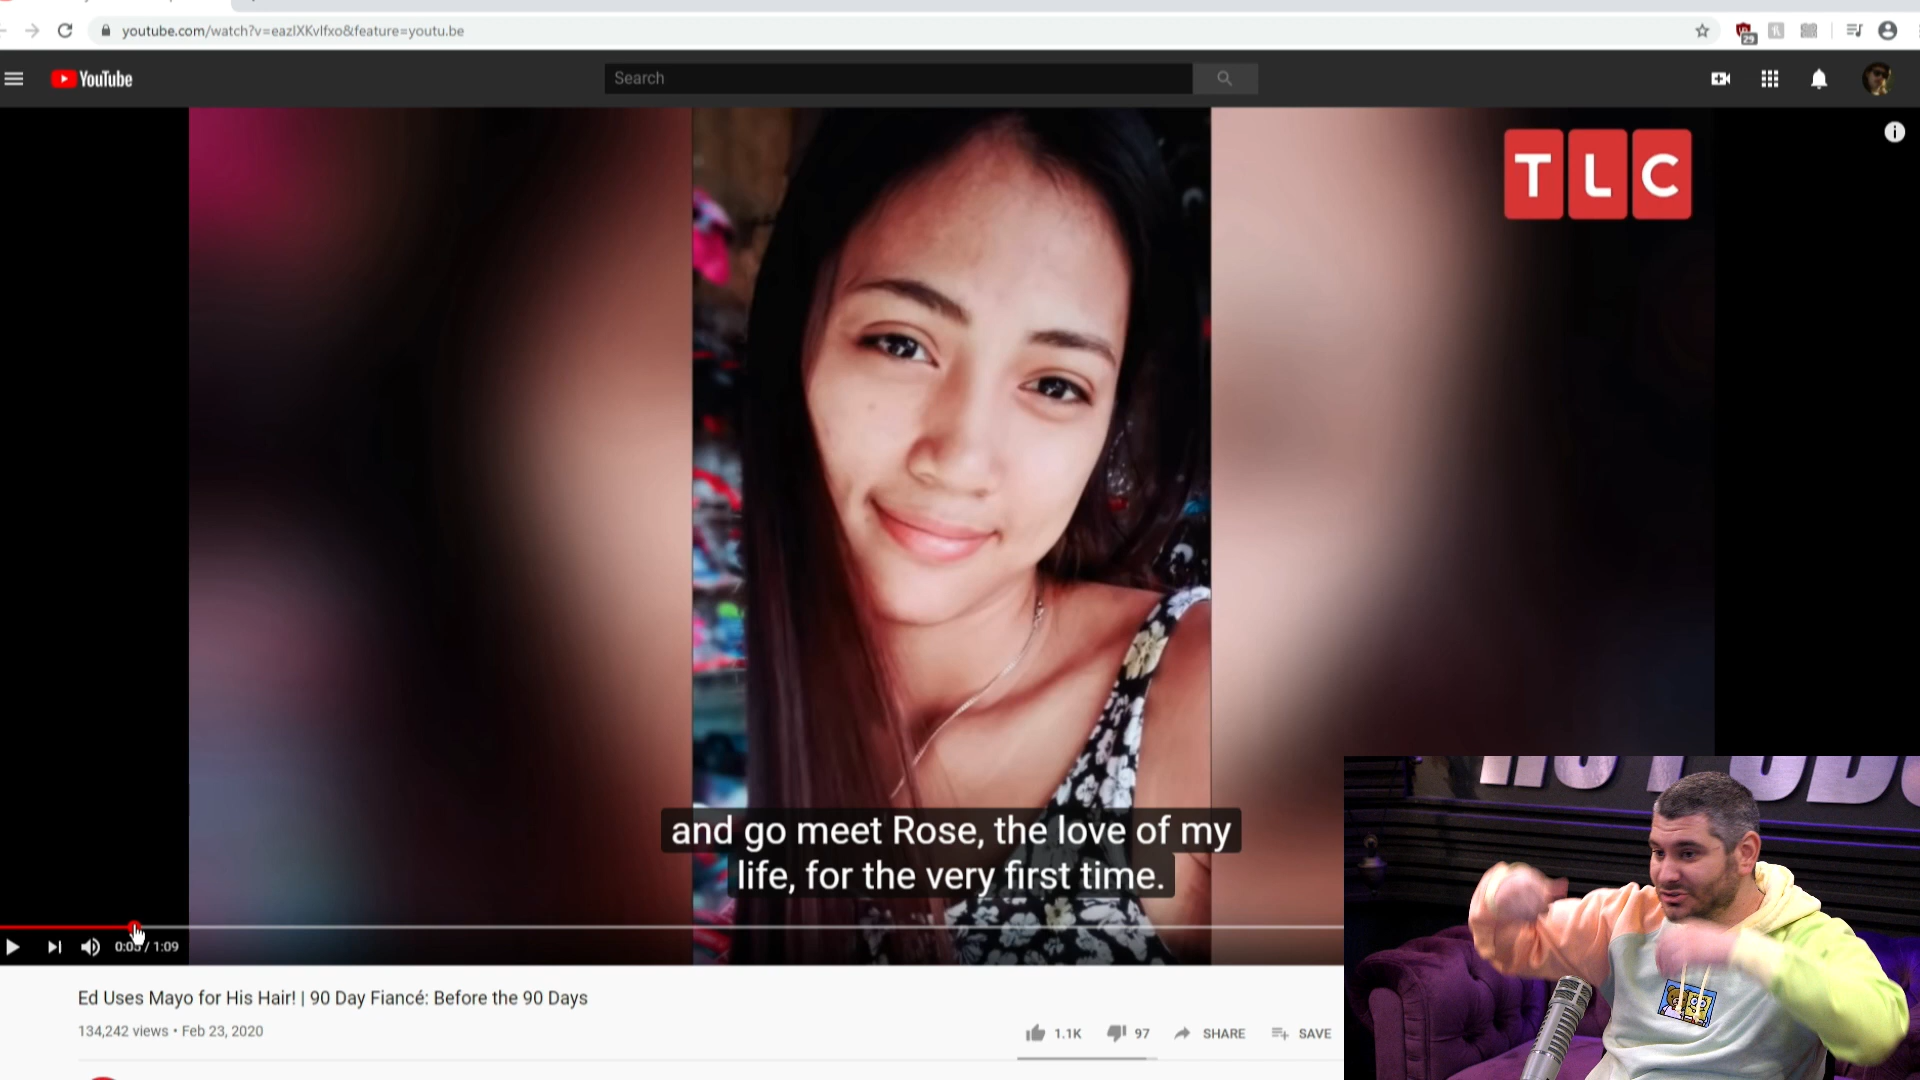 youtube.com/watch?v=eazlXKvlfxo&feature=youtu.be
29
YouTube
Search
TLC
and go meet Rose, the love of my
life, for the very first time.
/ 1:09
Ed Uses Mayo for His Hair! | 90 Day Fiancé: Before the 90 Days
134,242 views • Feb 23, 2020
1.1K
97
SHARE
SAVE